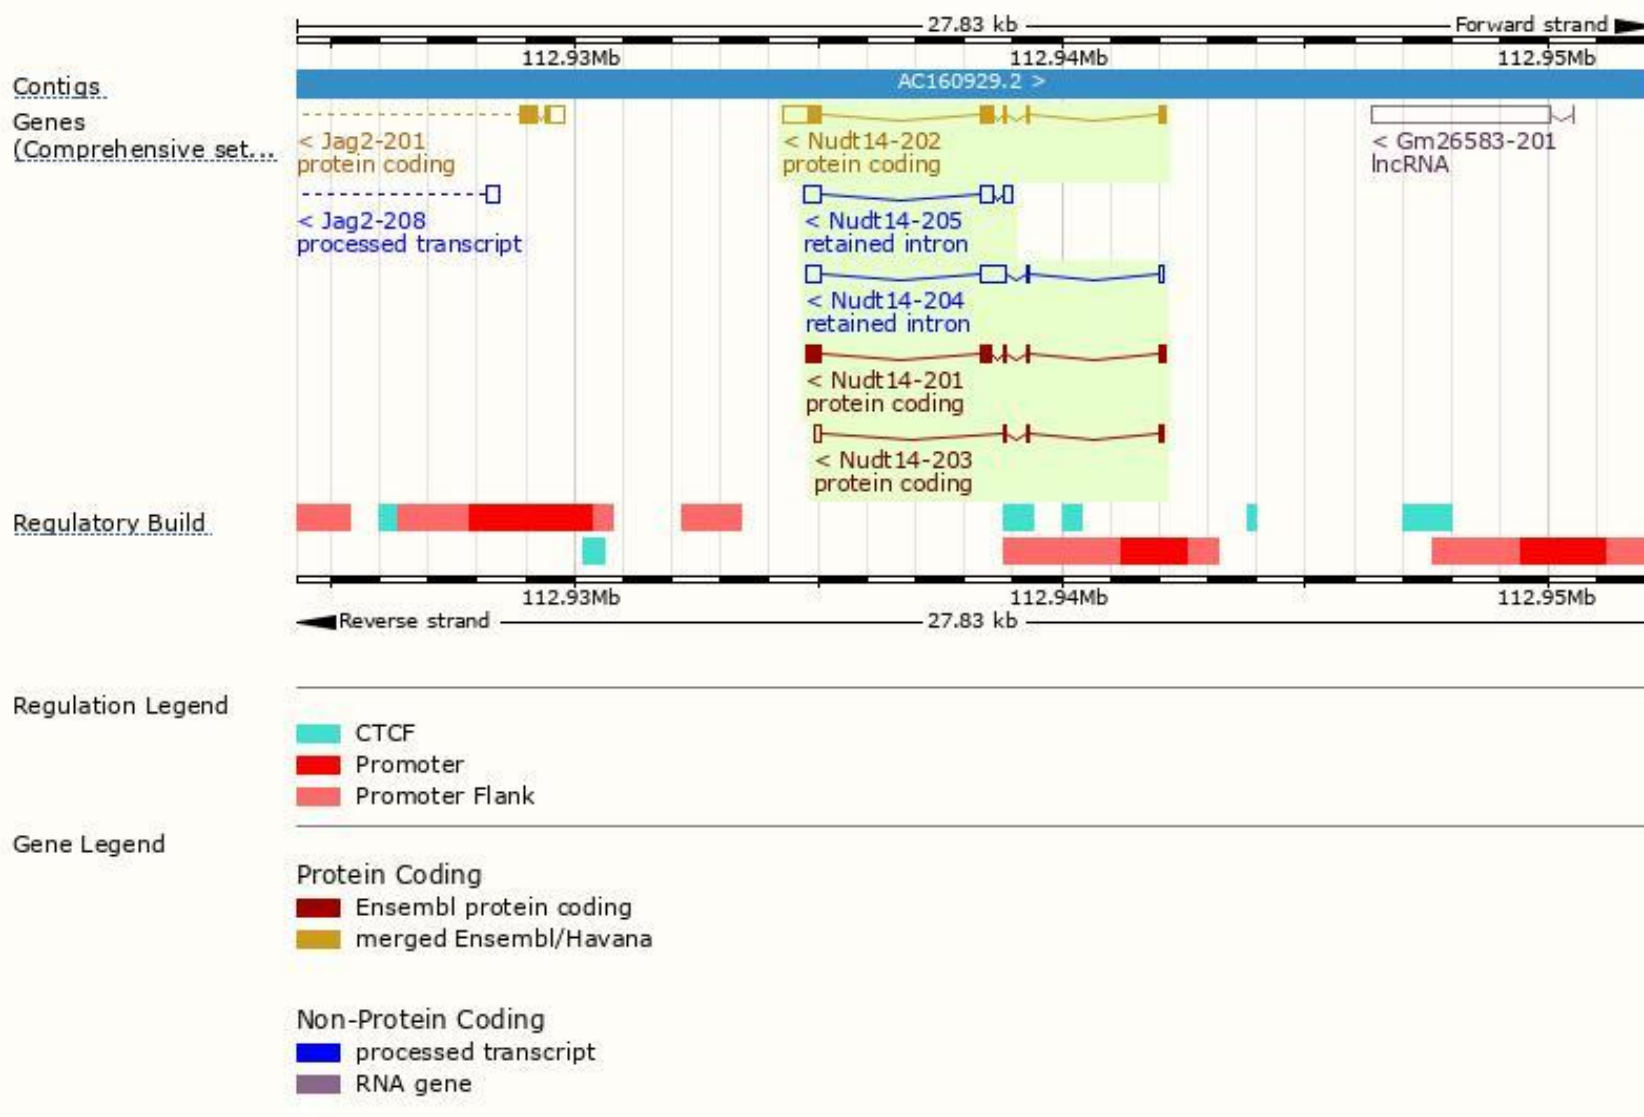 27.83 kb
Forward strand
112.93Mb 112.94Mb 112.95Mb
Contigs
AC160929.2 >
Genes
(Comprehensive set...
< Jag2-201
protein coding
< Nudt14-202
protein coding
< Gm26583-201
lncRNA
< Jag2-208
processed transcript
< Nudt14-205
retained intron
< Nudt14-204
retained intron
< Nudt14-201
protein coding
< Nudt14-203
protein coding
Regulatory Build
112.93Mb 112.94Mb 112.95Mb
Reverse strand
27.83 kb
Regulation Legend
CTCF
Promoter
Promoter Flank
Gene Legend
Protein Coding
Ensembl protein coding
merged Ensembl/Havana
Non-Protein Coding
processed transcript
RNA gene